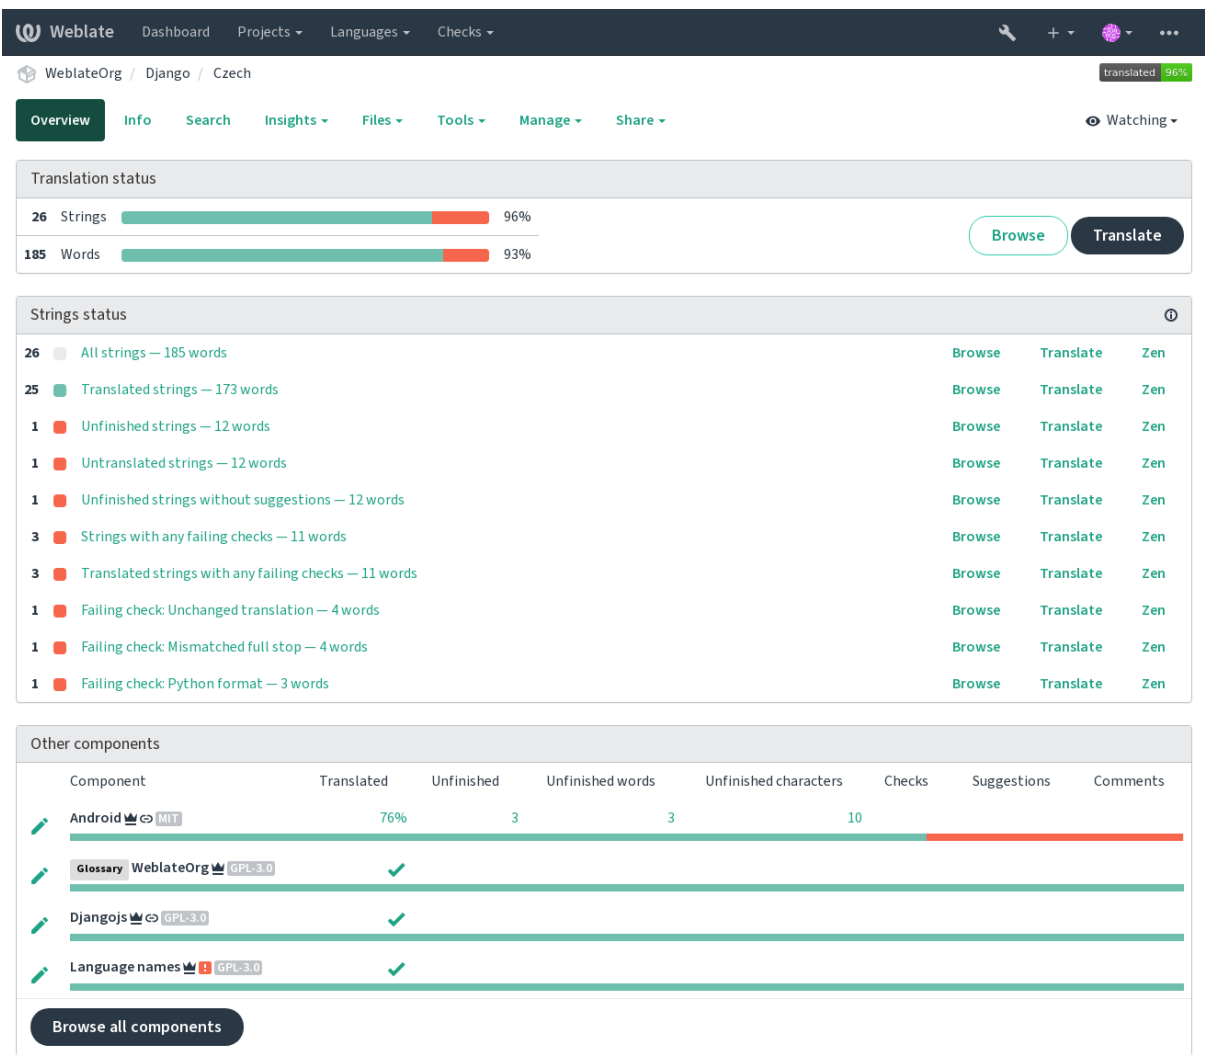 Weblate Dashboard Projects Languages Checks
WeblateOrg / Django / Czech translated 96%
Overview Info Search Insights Files Tools Manage Share Watching
Translation status
26 Strings 96%
185 Words 93%
Browse Translate
Strings status
26 All strings — 185 words Browse Translate Zen
25 Translated strings — 173 words Browse Translate Zen
1 Unfinished strings — 12 words Browse Translate Zen
1 Untranslated strings — 12 words Browse Translate Zen
1 Unfinished strings without suggestions — 12 words Browse Translate Zen
3 Strings with any failing checks — 11 words Browse Translate Zen
3 Translated strings with any failing checks — 11 words Browse Translate Zen
1 Failing check: Unchanged translation — 4 words Browse Translate Zen
1 Failing check: Mismatched full stop — 4 words Browse Translate Zen
1 Failing check: Python format — 3 words Browse Translate Zen
Other components
Component Translated Unfinished Unfinished words Unfinished characters Checks Suggestions Comments
Android MIT 76% 3 3 10
Glossary WeblateOrg GPL-3.0
Djangojs GPL-3.0
Language names GPL-3.0
Browse all components